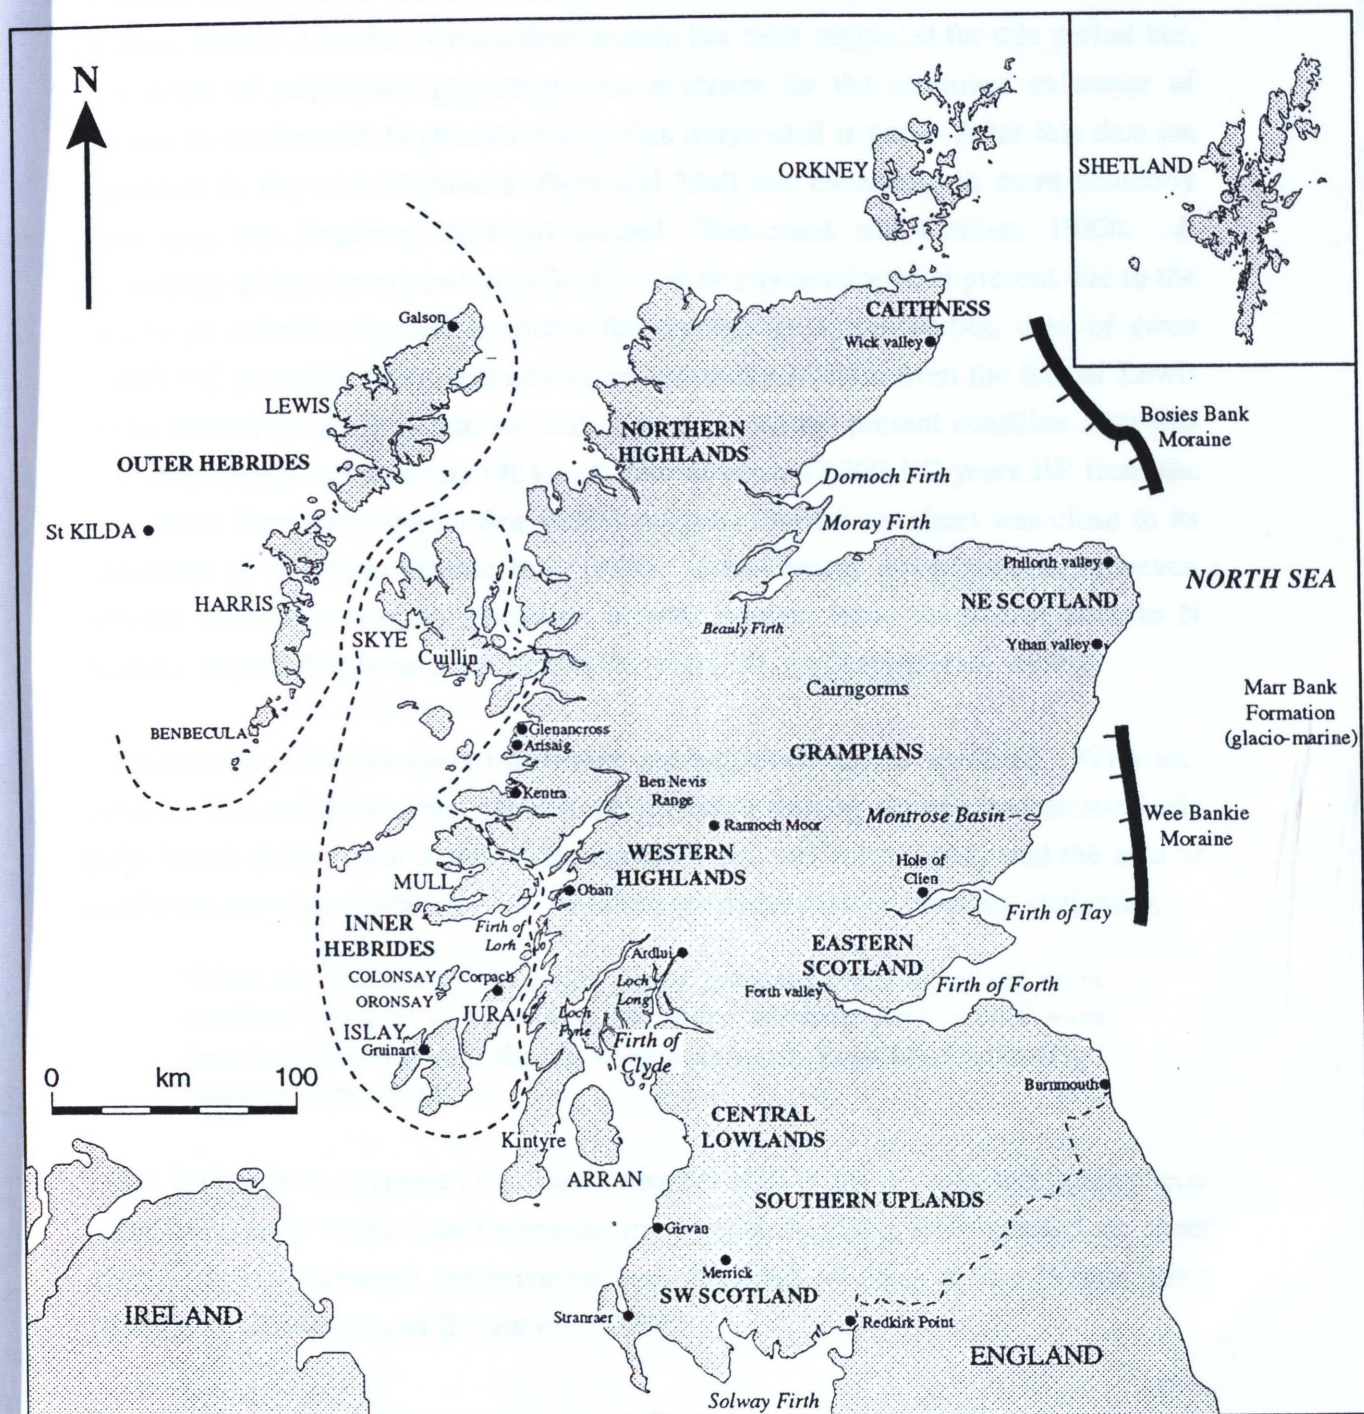 N
ORKNEY
SHETLAND
CAITHNESS
Wick valley
Galson
LEWIS
OUTER HEBRIDES
NORTHERN
HIGHLANDS
Bosies Bank
Moraine
Dornoch Firth
Moray Firth
St KILDA
Philorth valley
NORTH SEA
HARRIS
NE SCOTLAND
Beauly Firth
SKYE
Cuillin
Ythan valley
Cairngorms
Marr Bank
Formation
(glacio-marine)
BENBECULA
Glenancross
Arisaig
GRAMPIANS
Kentra
Ben Nevis
Range
Rannoch Moor
Montrose Basin
Wee Bankie
Moraine
WESTERN
HIGHLANDS
MULL
Oban
Hole of
Clien
Firth of Tay
INNER
HEBRIDES
Firth of
Lorn
EASTERN
SCOTLAND
Ardlui
COLONSAY
Corpach
Loch
Long
Forth valley
Firth of Forth
ORONSAY
JURA
Loch
Fyne
ISLAY
Gruinart
Firth of
Clyde
0 km 100
Burnmouth
CENTRAL
LOWLANDS
Kintyre
ARRAN
SOUTHERN UPLANDS
Girvan
Merrick
SW SCOTLAND
IRELAND
Stranraer
Redkirk Point
ENGLAND
Solway Firth